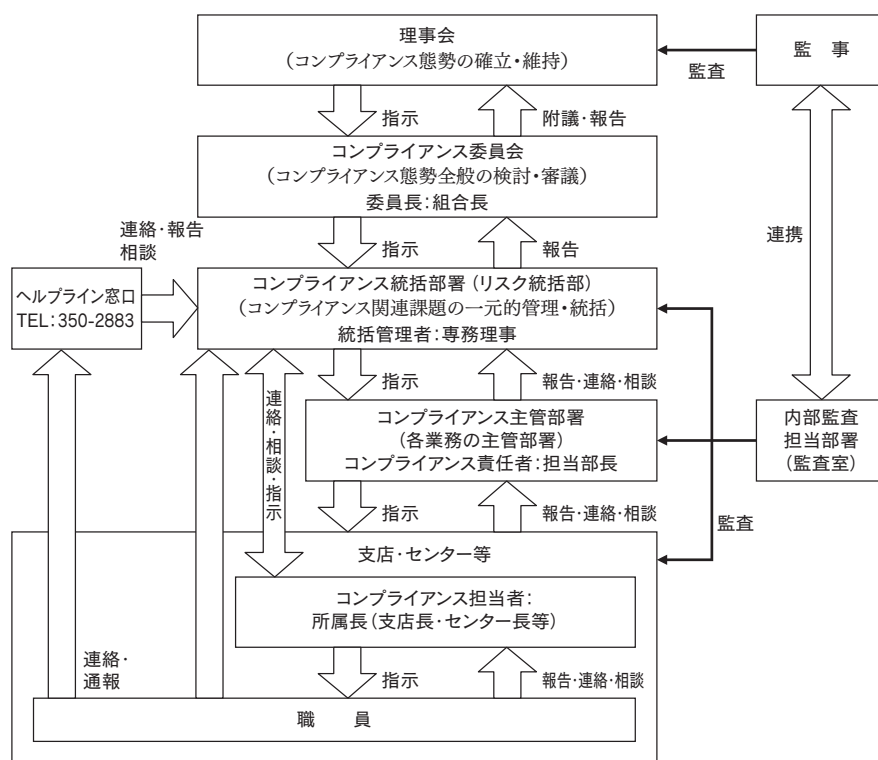 理事会
(コンプライアンス態勢の確立・維持)
監　事
監査
指示
附議・報告
コンプライアンス委員会
(コンプライアンス態勢全般の検討・審議)
委員長:組合長
連携
連絡・報告
相談
指示
報告
ヘルプライン窓口
TEL:350-2883
コンプライアンス統括部署(リスク統括部)
(コンプライアンス関連課題の一元的管理・統括)
統括管理者:専務理事
指示
報告・連絡・相談
連絡・相談・指示
コンプライアンス主管部署
(各業務の主管部署)
コンプライアンス責任者:担当部長
内部監査
担当部署
(監査室)
指示
報告・連絡・相談
監査
支店・センター等
コンプライアンス担当者:
所属長(支店長・センター長等)
連絡・
通報
指示
報告・連絡・相談
職　員